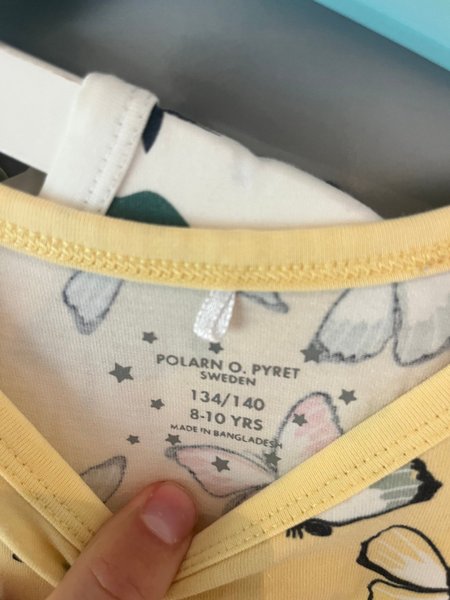 POLARN O. PYRET
SWEDEN
134/140
8-10 YRS
MADE IN BANGLADESH